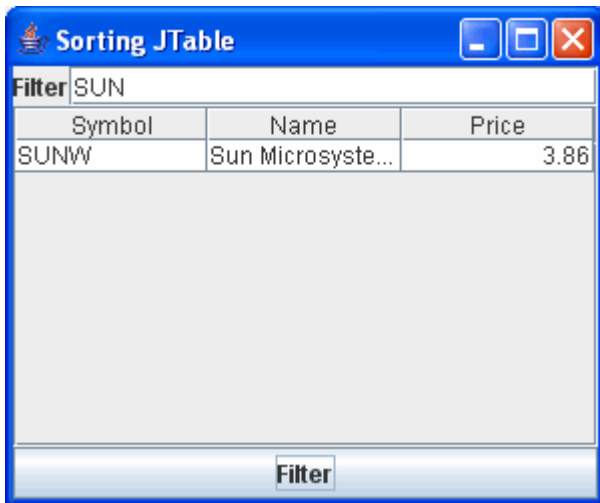 Sorting JTable
Filter SUN
Symbol Name Price
SUNW Sun Microsyste... 3.86
Filter